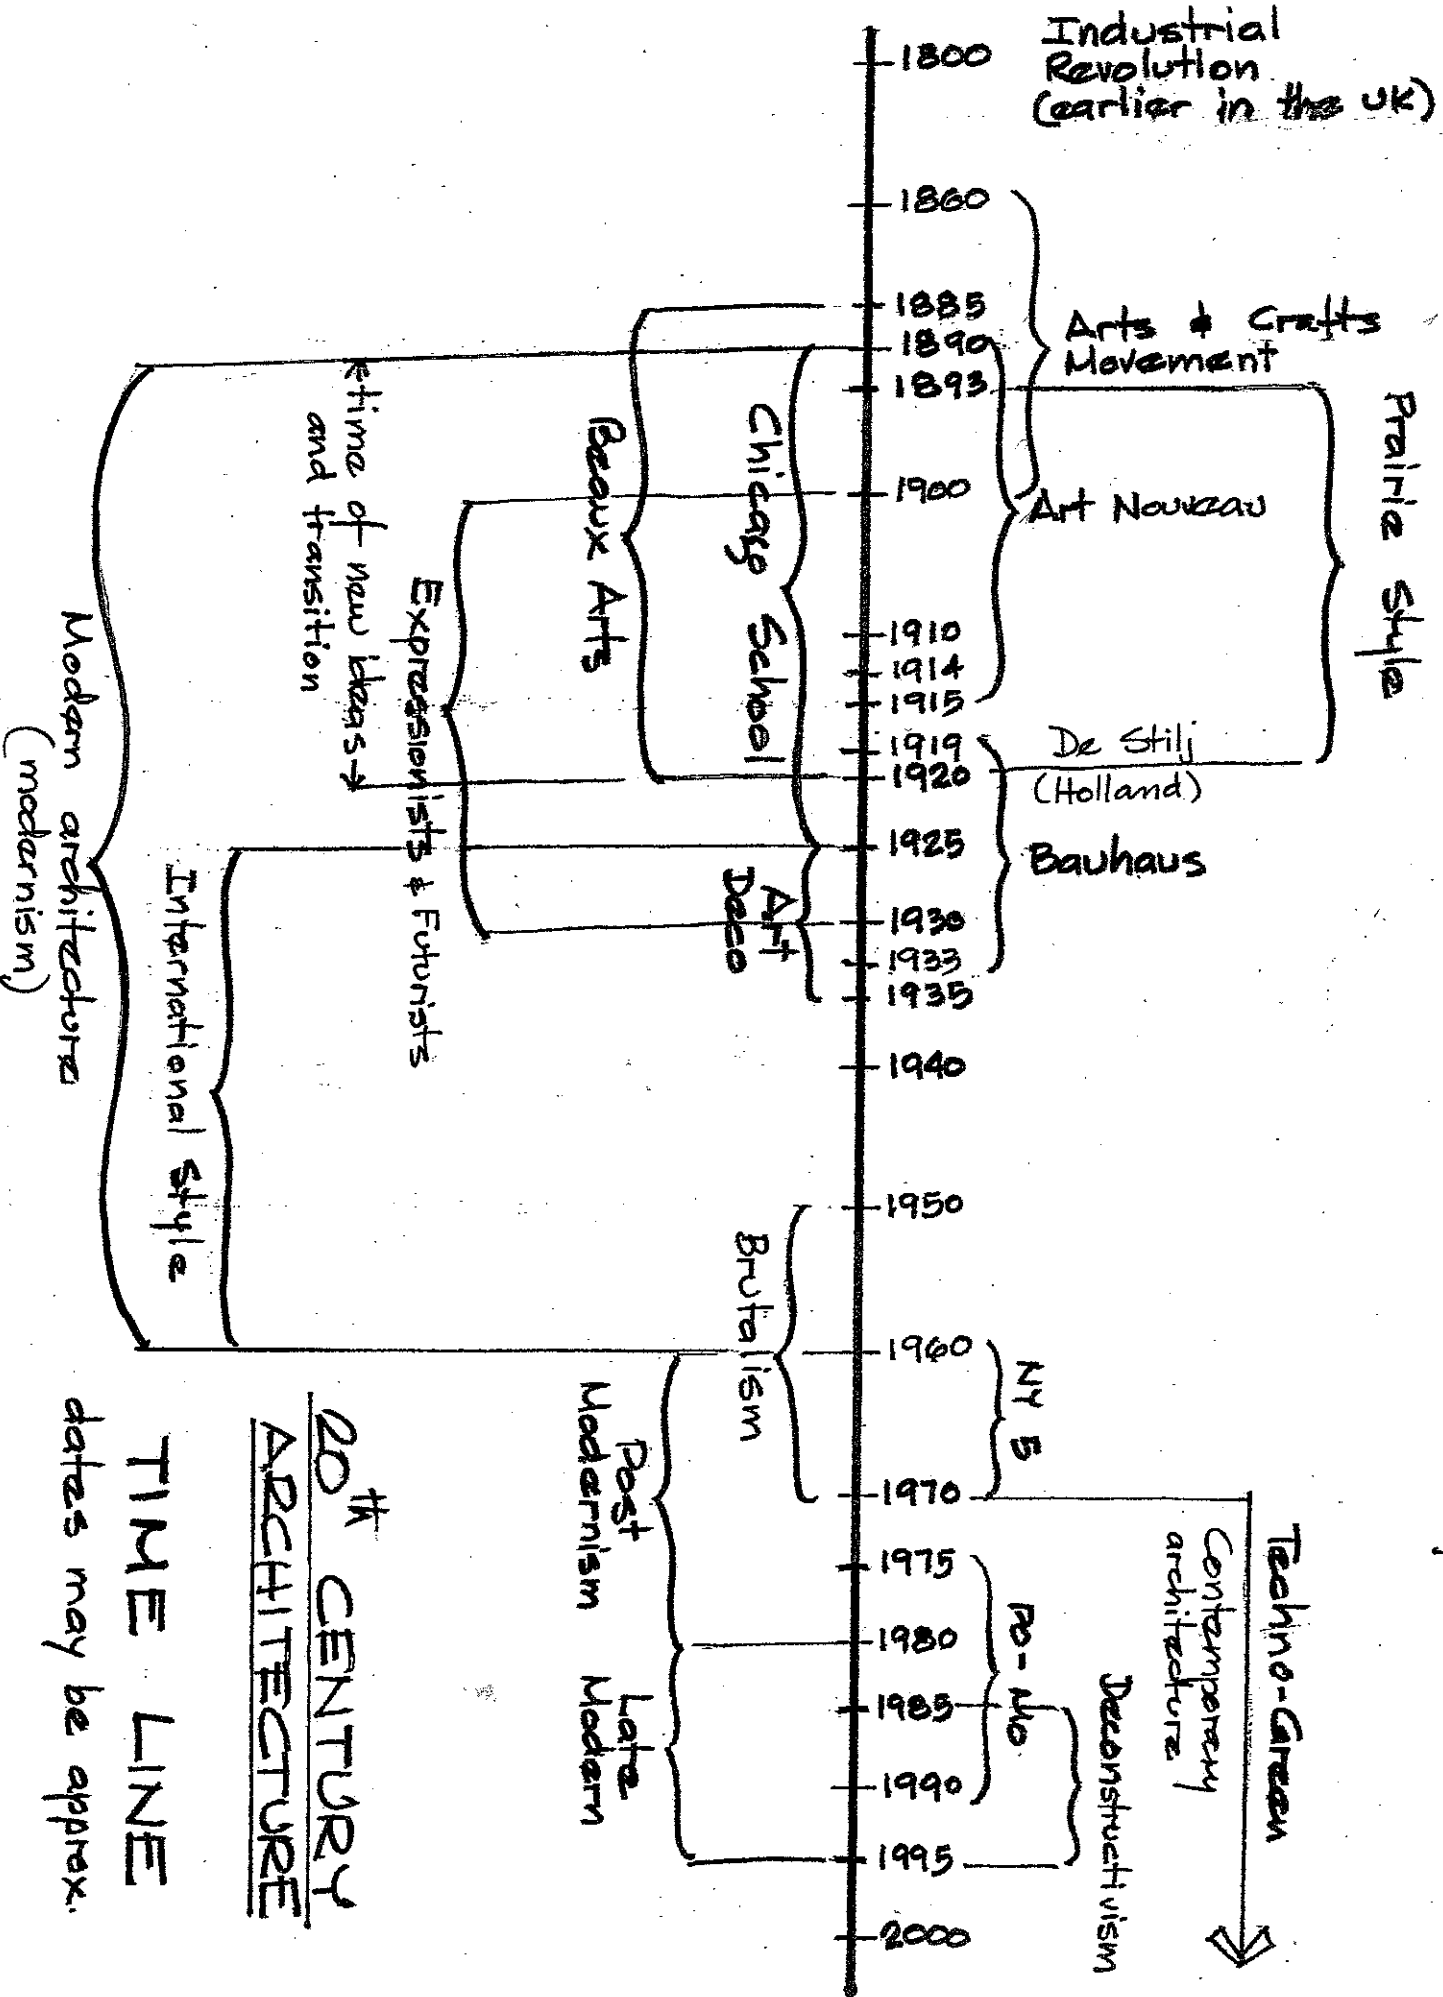 Industrial
Revolution
(earlier in the UK)
1800
1860
1885
1890
1893
1900
1910
1914
1915
1919
1920
1925
1930
1933
1935
1940
1950
1960
1970
1975
1980
1985
1990
1995
2000
Arts & Crafts
Movement
Prairie Style
Art Nouveau
De Stilj
(Holland)
Bauhaus
Chicago School
Beaux Arts
Art
Deco
Expressionists & Futurists
time of new ideas
and transition
International Style
Modern architecture
(modernism)
Brutalism
NY 5
Post
Modernism
Late
Modern
Po-Mo
Deconstructivism
Techno-Green
Contemporary
architecture
20th CENTURY
ARCHITECTURE
TIME LINE
dates may be approx.